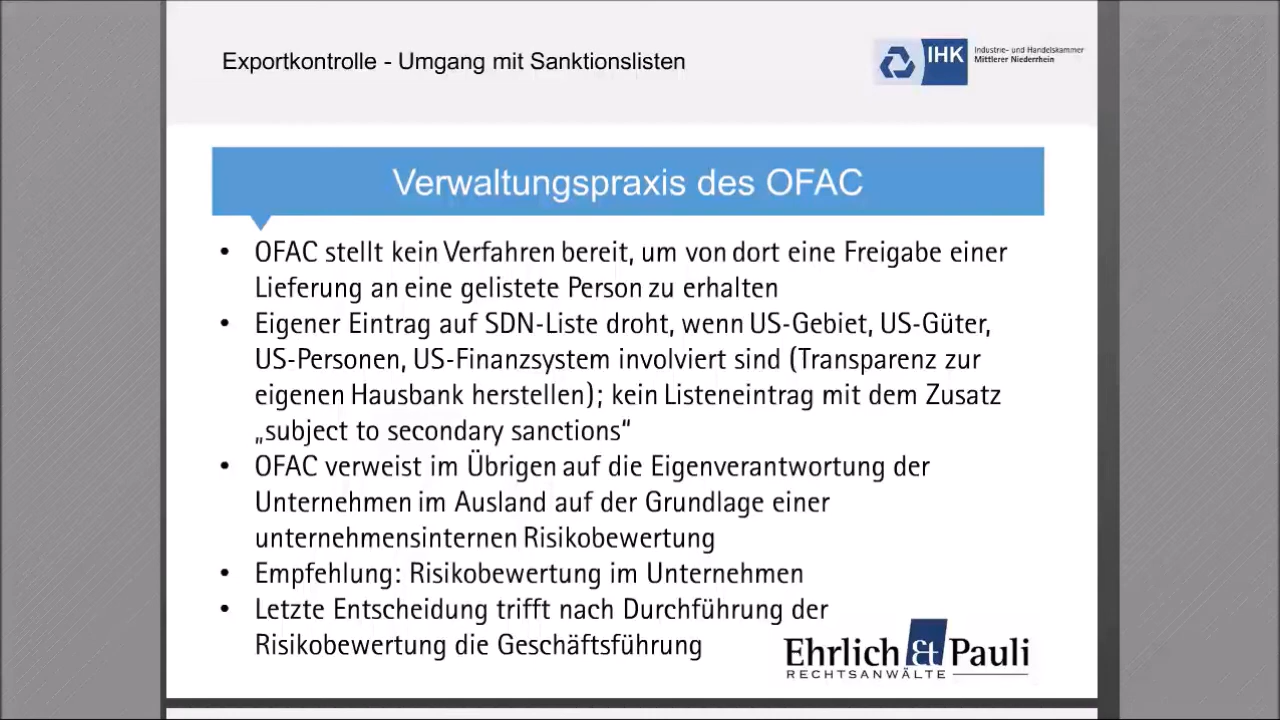 Exportkontrolle - Umgang mit Sanktionslisten
IHK
Industrie- und Handelskammer
Mittlerer Niederrhein
Verwaltungspraxis des OFAC
• OFAC stellt kein Verfahren bereit, um von dort eine Freigabe einer
Lieferung an eine gelistete Person zu erhalten
• Eigener Eintrag auf SDN-Liste droht, wenn US-Gebiet, US-Güter,
US-Personen, US-Finanzsystem involviert sind (Transparenz zur
eigenen Hausbank herstellen); kein Listeneintrag mit dem Zusatz
„subject to secondary sanctions“
• OFAC verweist im Übrigen auf die Eigenverantwortung der
Unternehmen im Ausland auf der Grundlage einer
unternehmensinternen Risikobewertung
• Empfehlung: Risikobewertung im Unternehmen
• Letzte Entscheidung trifft nach Durchführung der
Risikobewertung die Geschäftsführung
Ehrlich et Pauli
RECHTSANWÄLTE